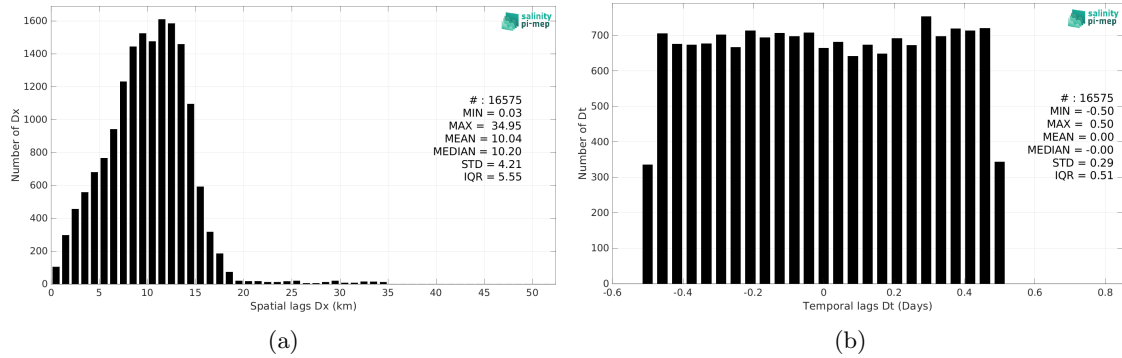 1600
1400
1200
1000
800
600
400
200
0
Number of Dx
salinity
pi-mep
# : 16575
MIN = 0.03
MAX = 34.95
MEAN = 10.04
MEDIAN = 10.20
STD = 4.21
IQR = 5.55
0 5 10 15 20 25 30 35 40 45 50
Spatial lags Dx (km)
(a)
700
600
500
400
300
200
100
0
Number of Dt
salinity
pi-mep
# : 16575
MIN = -0.50
MAX = 0.50
MEAN = 0.00
MEDIAN = -0.00
STD = 0.29
IQR = 0.51
-0.6 -0.4 -0.2 0 0.2 0.4 0.6 0.8
Temporal lags Dt (Days)
(b)